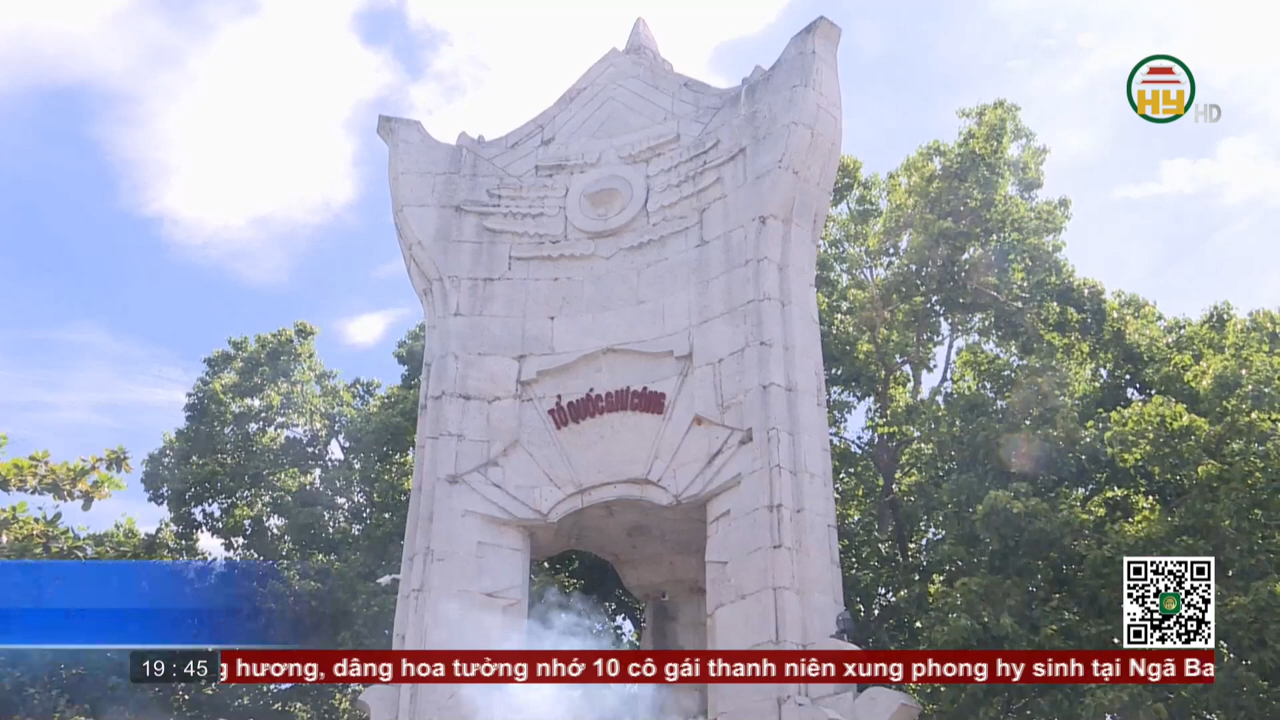 HY HD
TỔ QUỐC GHI CÔNG
19 : 45
g hương, dâng hoa tưởng nhớ 10 cô gái thanh niên xung phong hy sinh tại Ngã Ba